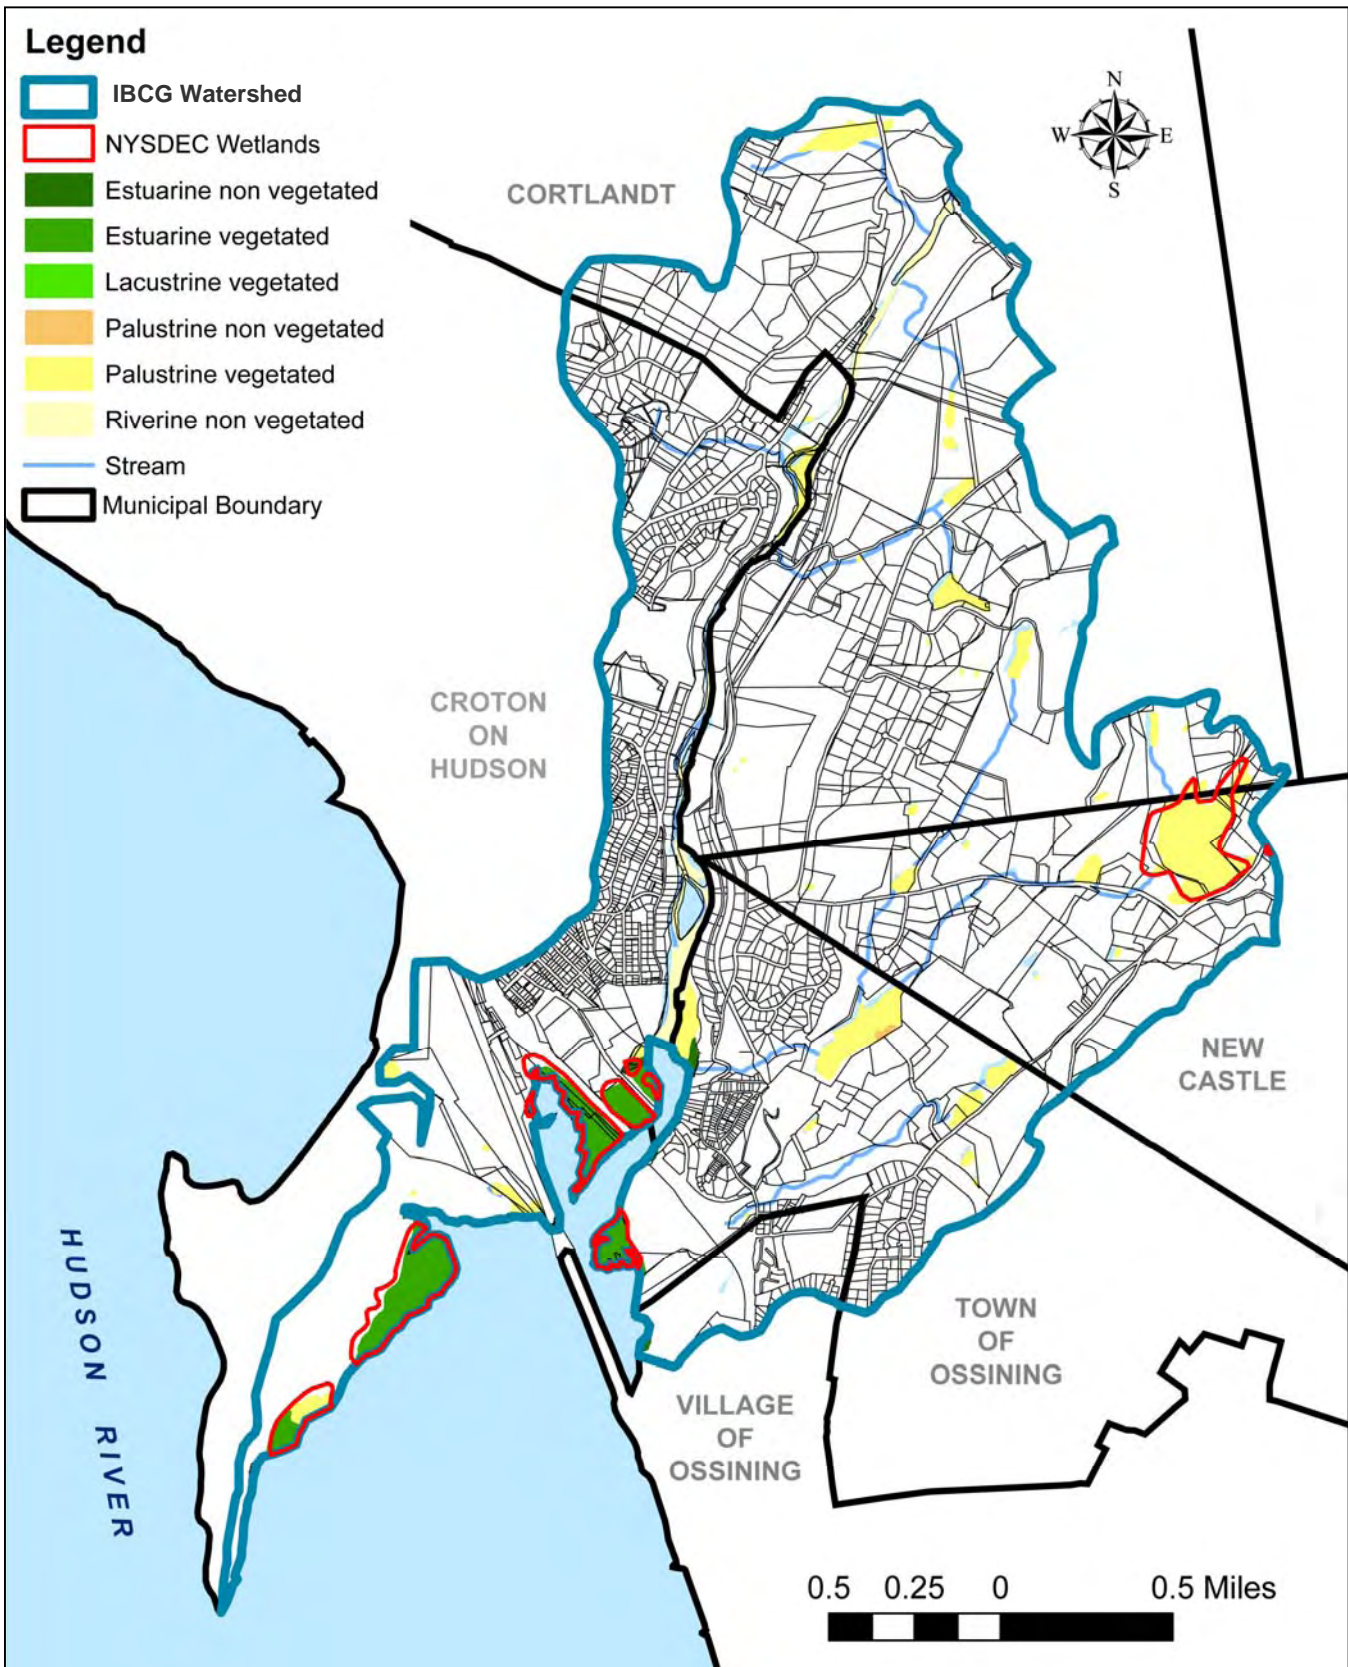 Legend
IBCG Watershed
NYSDEC Wetlands
Estuarine non vegetated
Estuarine vegetated
Lacustrine vegetated
Palustrine non vegetated
Palustrine vegetated
Riverine non vegetated
Stream
Municipal Boundary
N
W E
S
CORTLANDT
CROTON
ON
HUDSON
NEW
CASTLE
TOWN
OF
OSSINING
VILLAGE
OF
OSSINING
HUDSON RIVER
0.5 0.25 0 0.5 Miles